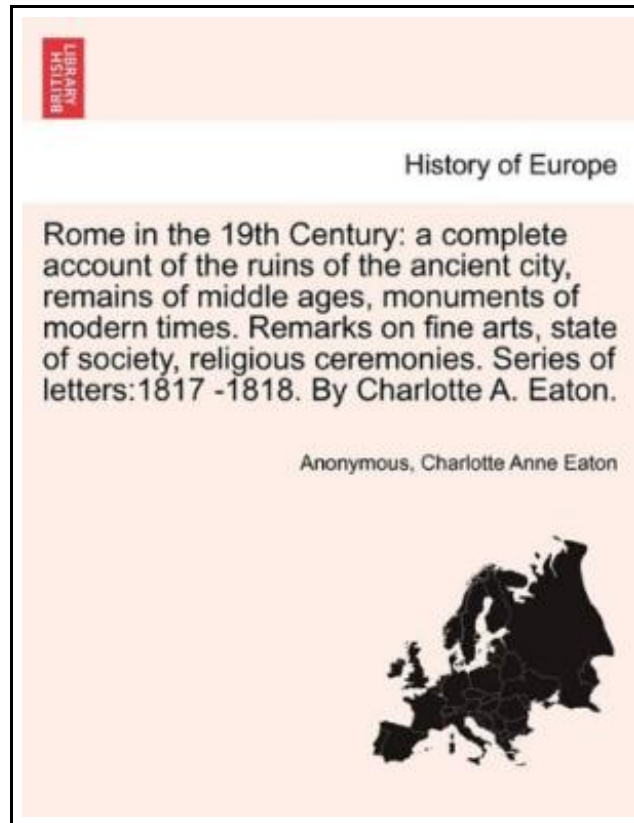 BRITISH
LIBRARY
History of Europe
Rome in the 19th Century: a complete
account of the ruins of the ancient city,
remains of middle ages, monuments of
modern times. Remarks on fine arts, state
of society, religious ceremonies. Series of
letters:1817 -1818. By Charlotte A. Eaton.
Anonymous, Charlotte Anne Eaton